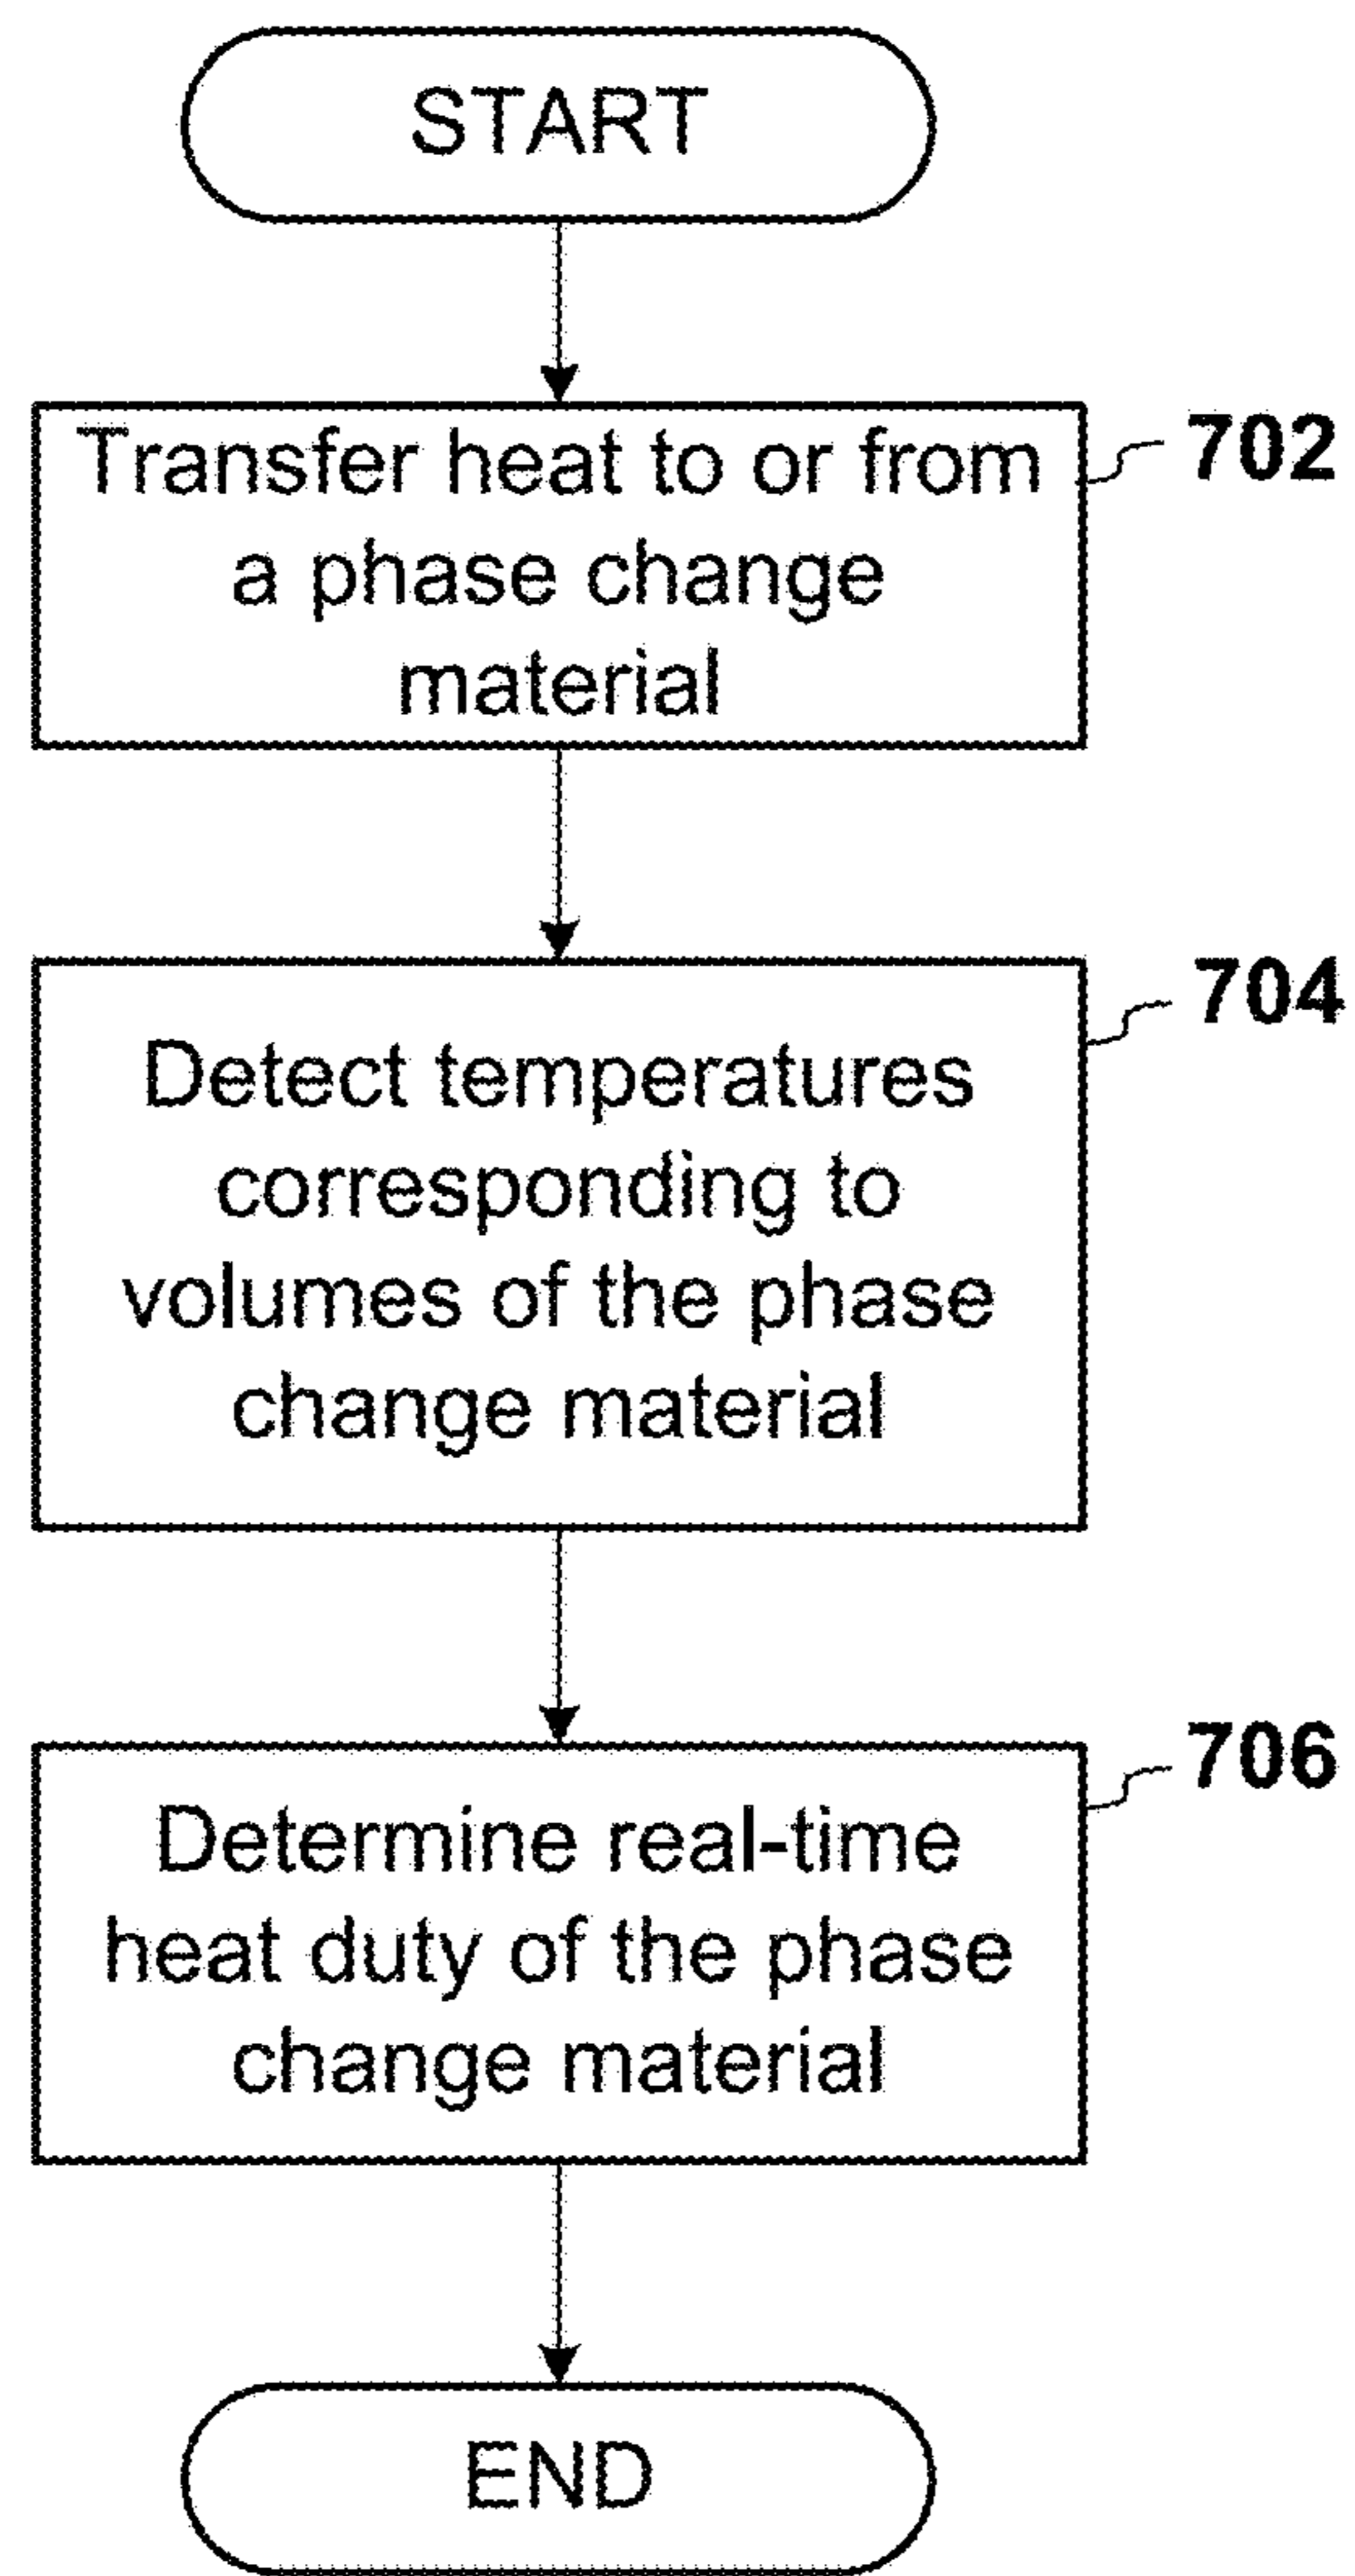 START
Transfer heat to or from
702
a phase change
material
704
Detect temperatures
corresponding to
volumes of the phase
change material
706
Determine real-time
heat duty of the phase
change material
END